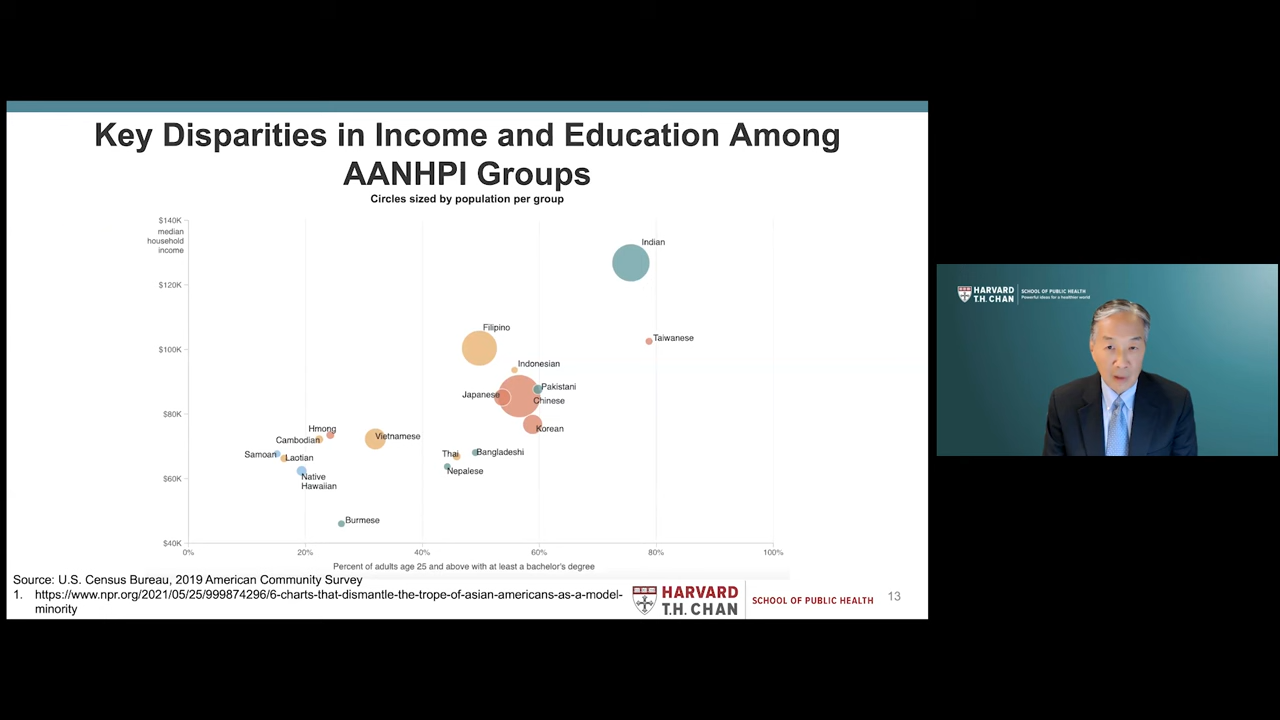 Key Disparities in Income and Education Among
AANHPI Groups
Circles sized by population per group
$140K
median
household
income
$120K
$100K
$80K
$60K
$40K
0%
20%
40%
60%
80%
100%
Percent of adults age 25 and above with at least a bachelor's degree
Indian
Filipino
Taiwanese
Indonesian
Pakistani
Japanese
Chinese
Korean
Hmong
Cambodian
Vietnamese
Samoan
Laotian
Thai
Bangladeshi
Nepalese
Native
Hawaiian
Burmese
Source: U.S. Census Bureau, 2019 American Community Survey
1. https://www.npr.org/2021/05/25/999874296/6-charts-that-dismantle-the-trope-of-asian-americans-as-a-model-
minority
HARVARD
T.H. CHAN
SCHOOL OF PUBLIC HEALTH
13
HARVARD
T.H. CHAN
SCHOOL OF PUBLIC HEALTH
Powerful ideas for a healthier world